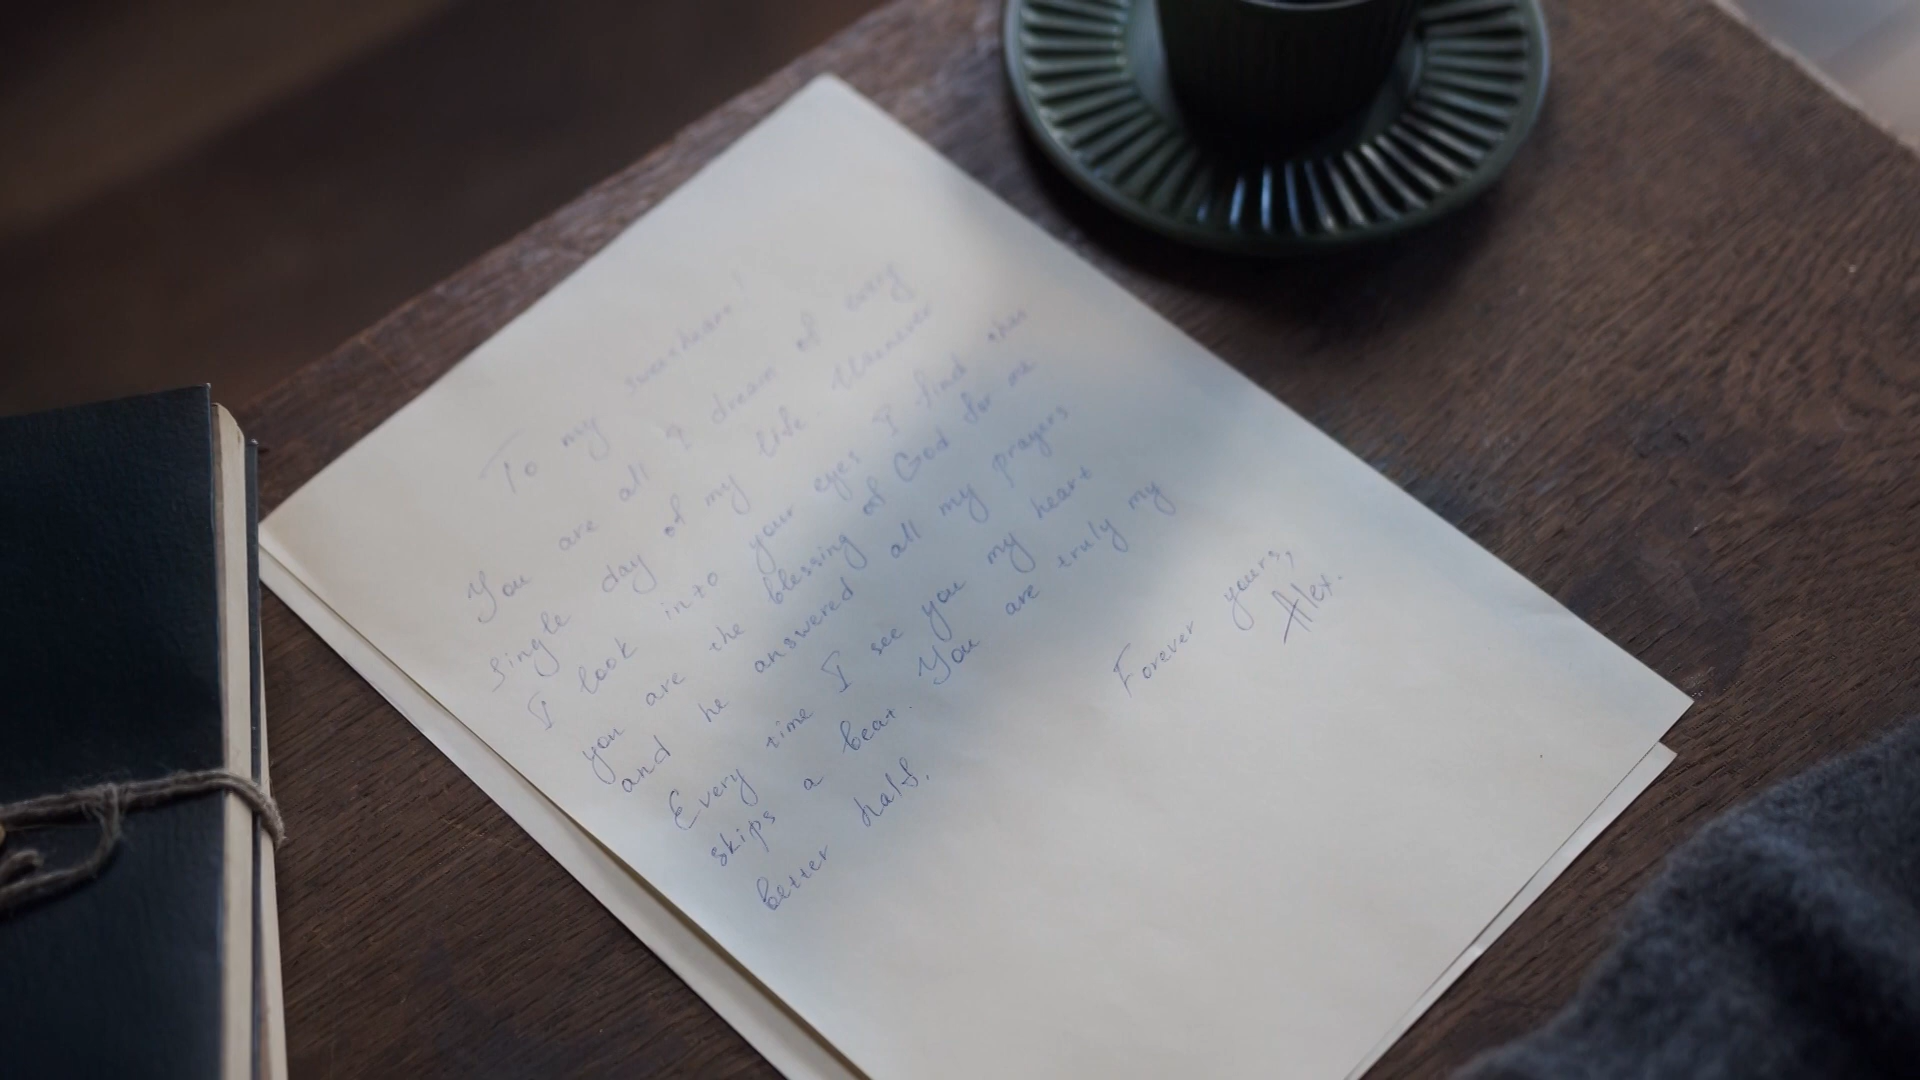 To my sweetheart!
You are all I dream of every
single day of my life Whenever
I look into your eyes I find that
you are the blessing of God for me
and he answered all my prayers
Every time I see you my heart
skips a beat. You are truly my
better half.
Forever yours,
Alex.